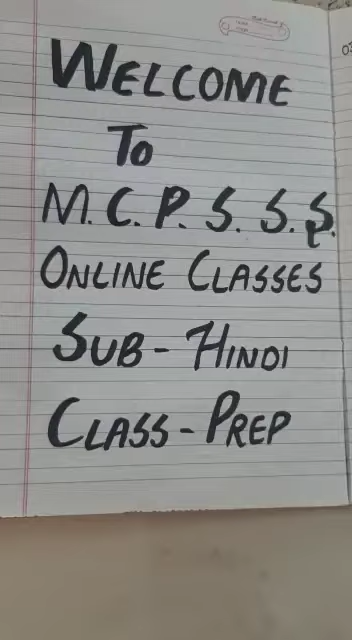 WELCOME
To
M.C.P.S.S.S.
ONLINE CLASSES
SUB - HINDI
CLASS - PREP